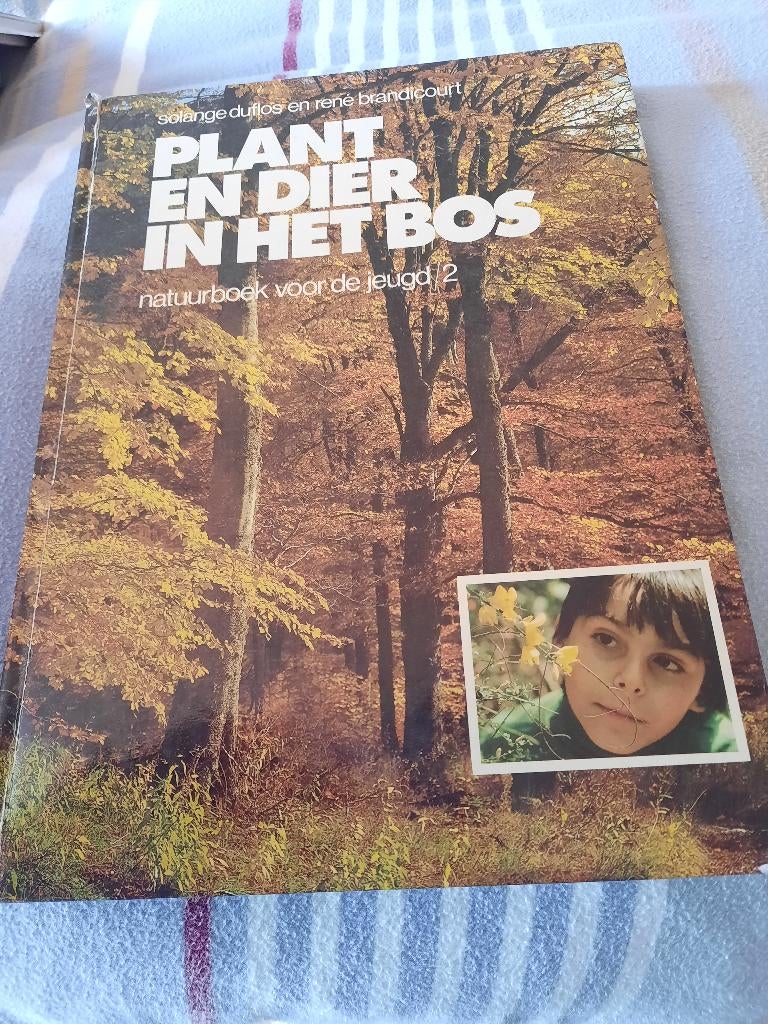 solange duflos en rené brandicourt
PLANT
EN DIER
IN HET BOS
natuurboek voor de jeugd/2